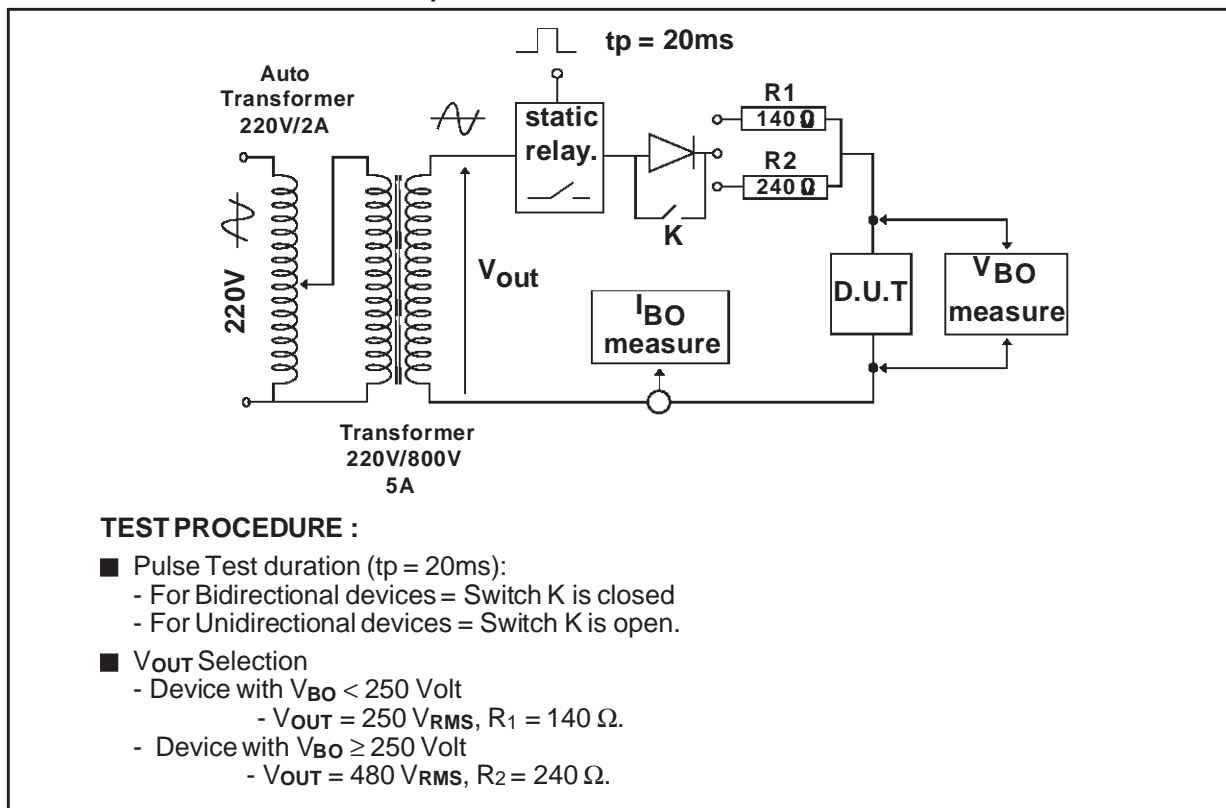 tp = 20ms
Auto
Transformer
220V/2A
static
relay.
R1
140 Ω
R2
240 Ω
K
220V
Vout
IBO
measure
D.U.T
VBO
measure
Transformer
220V/800V
5A
TEST PROCEDURE :
■ Pulse Test duration (tp = 20ms):
- For Bidirectional devices = Switch K is closed
- For Unidirectional devices = Switch K is open.
■ VOUT Selection
- Device with VBO < 250 Volt
- VOUT = 250 VRMS, R1 = 140 Ω.
- Device with VBO ≥ 250 Volt
- VOUT = 480 VRMS, R2 = 240 Ω.